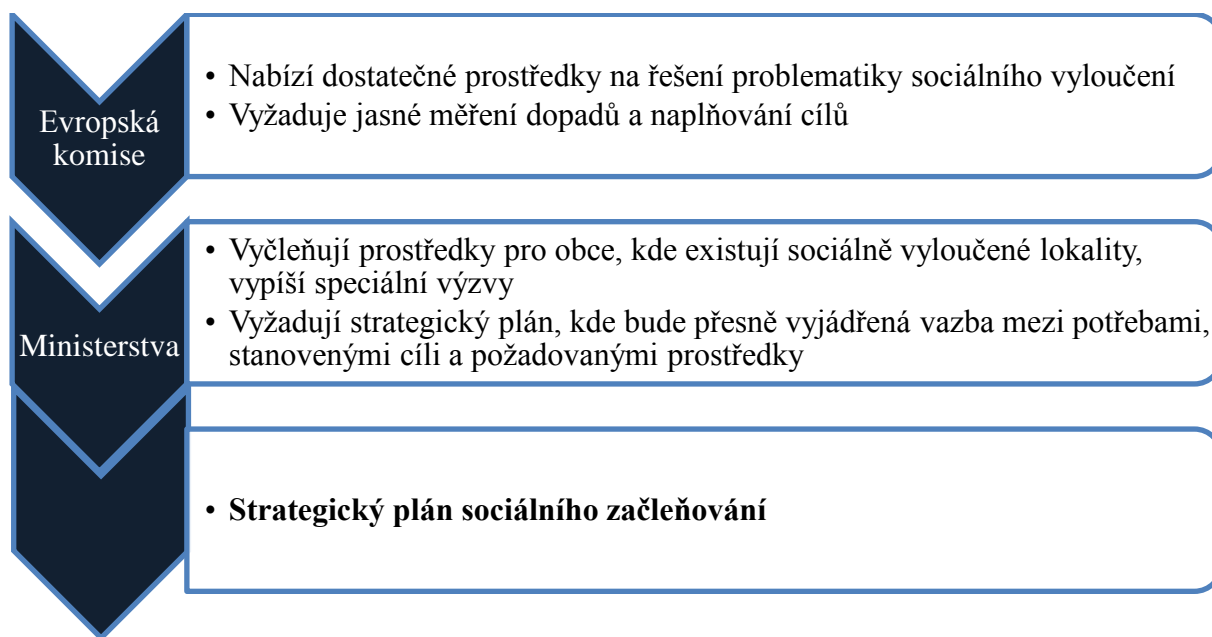 Evropská
komise
• Nabízí dostatečné prostředky na řešení problematiky sociálního vyloučení
• Vyžaduje jasné měření dopadů a naplňování cílů
Ministerstva
• Vyčleňují prostředky pro obce, kde existují sociálně vyloučené lokality,
vypíší speciální výzvy
• Vyžadují strategický plán, kde bude přesně vyjádřená vazba mezi potřebami,
stanovenými cíli a požadovanými prostředky
• Strategický plán sociálního začleňování